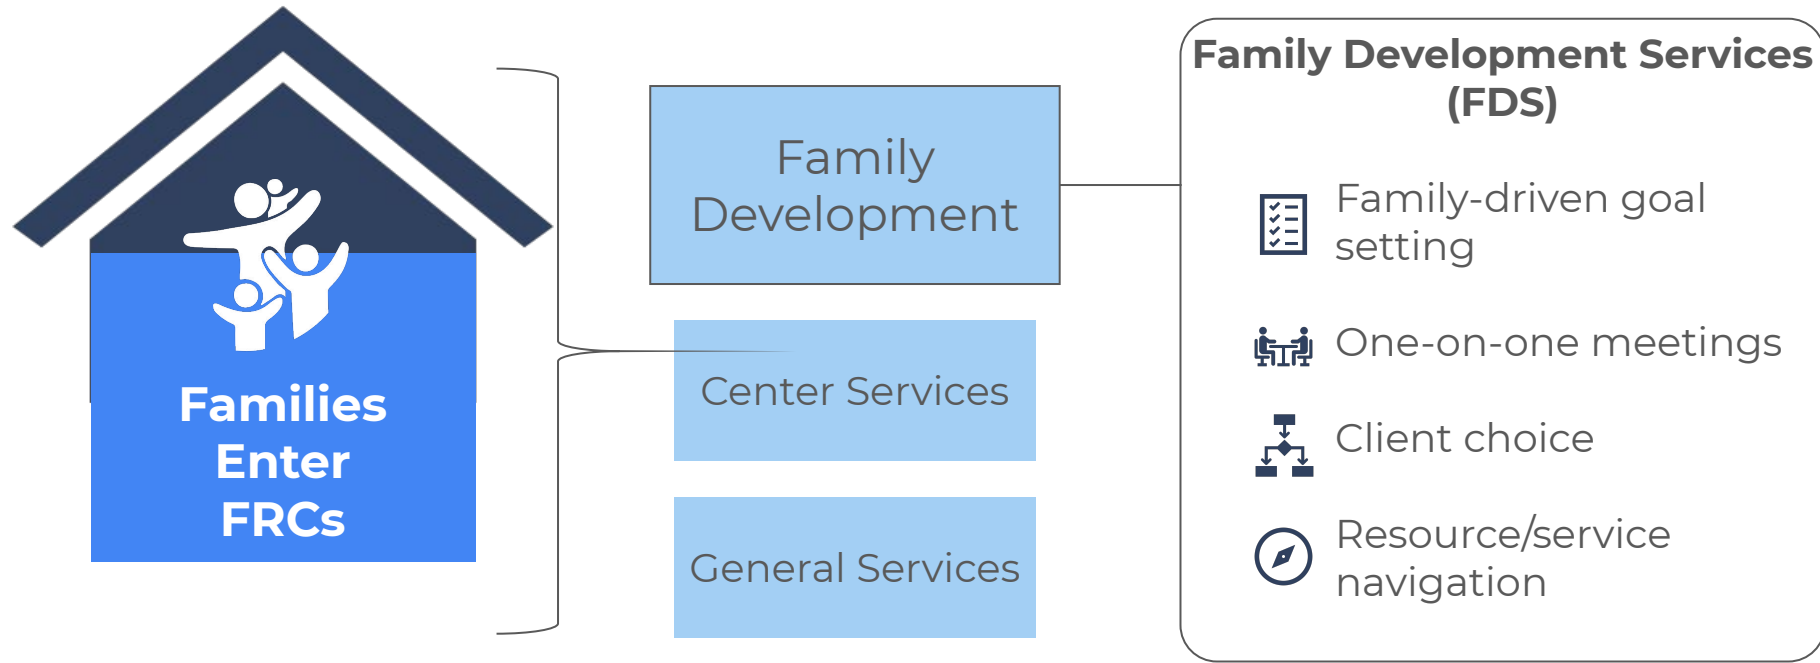 Families
Enter
FRCs
Family
Development
Center Services
General Services
Family Development Services
(FDS)
Family-driven goal
setting
One-on-one meetings
Client choice
Resource/service
navigation